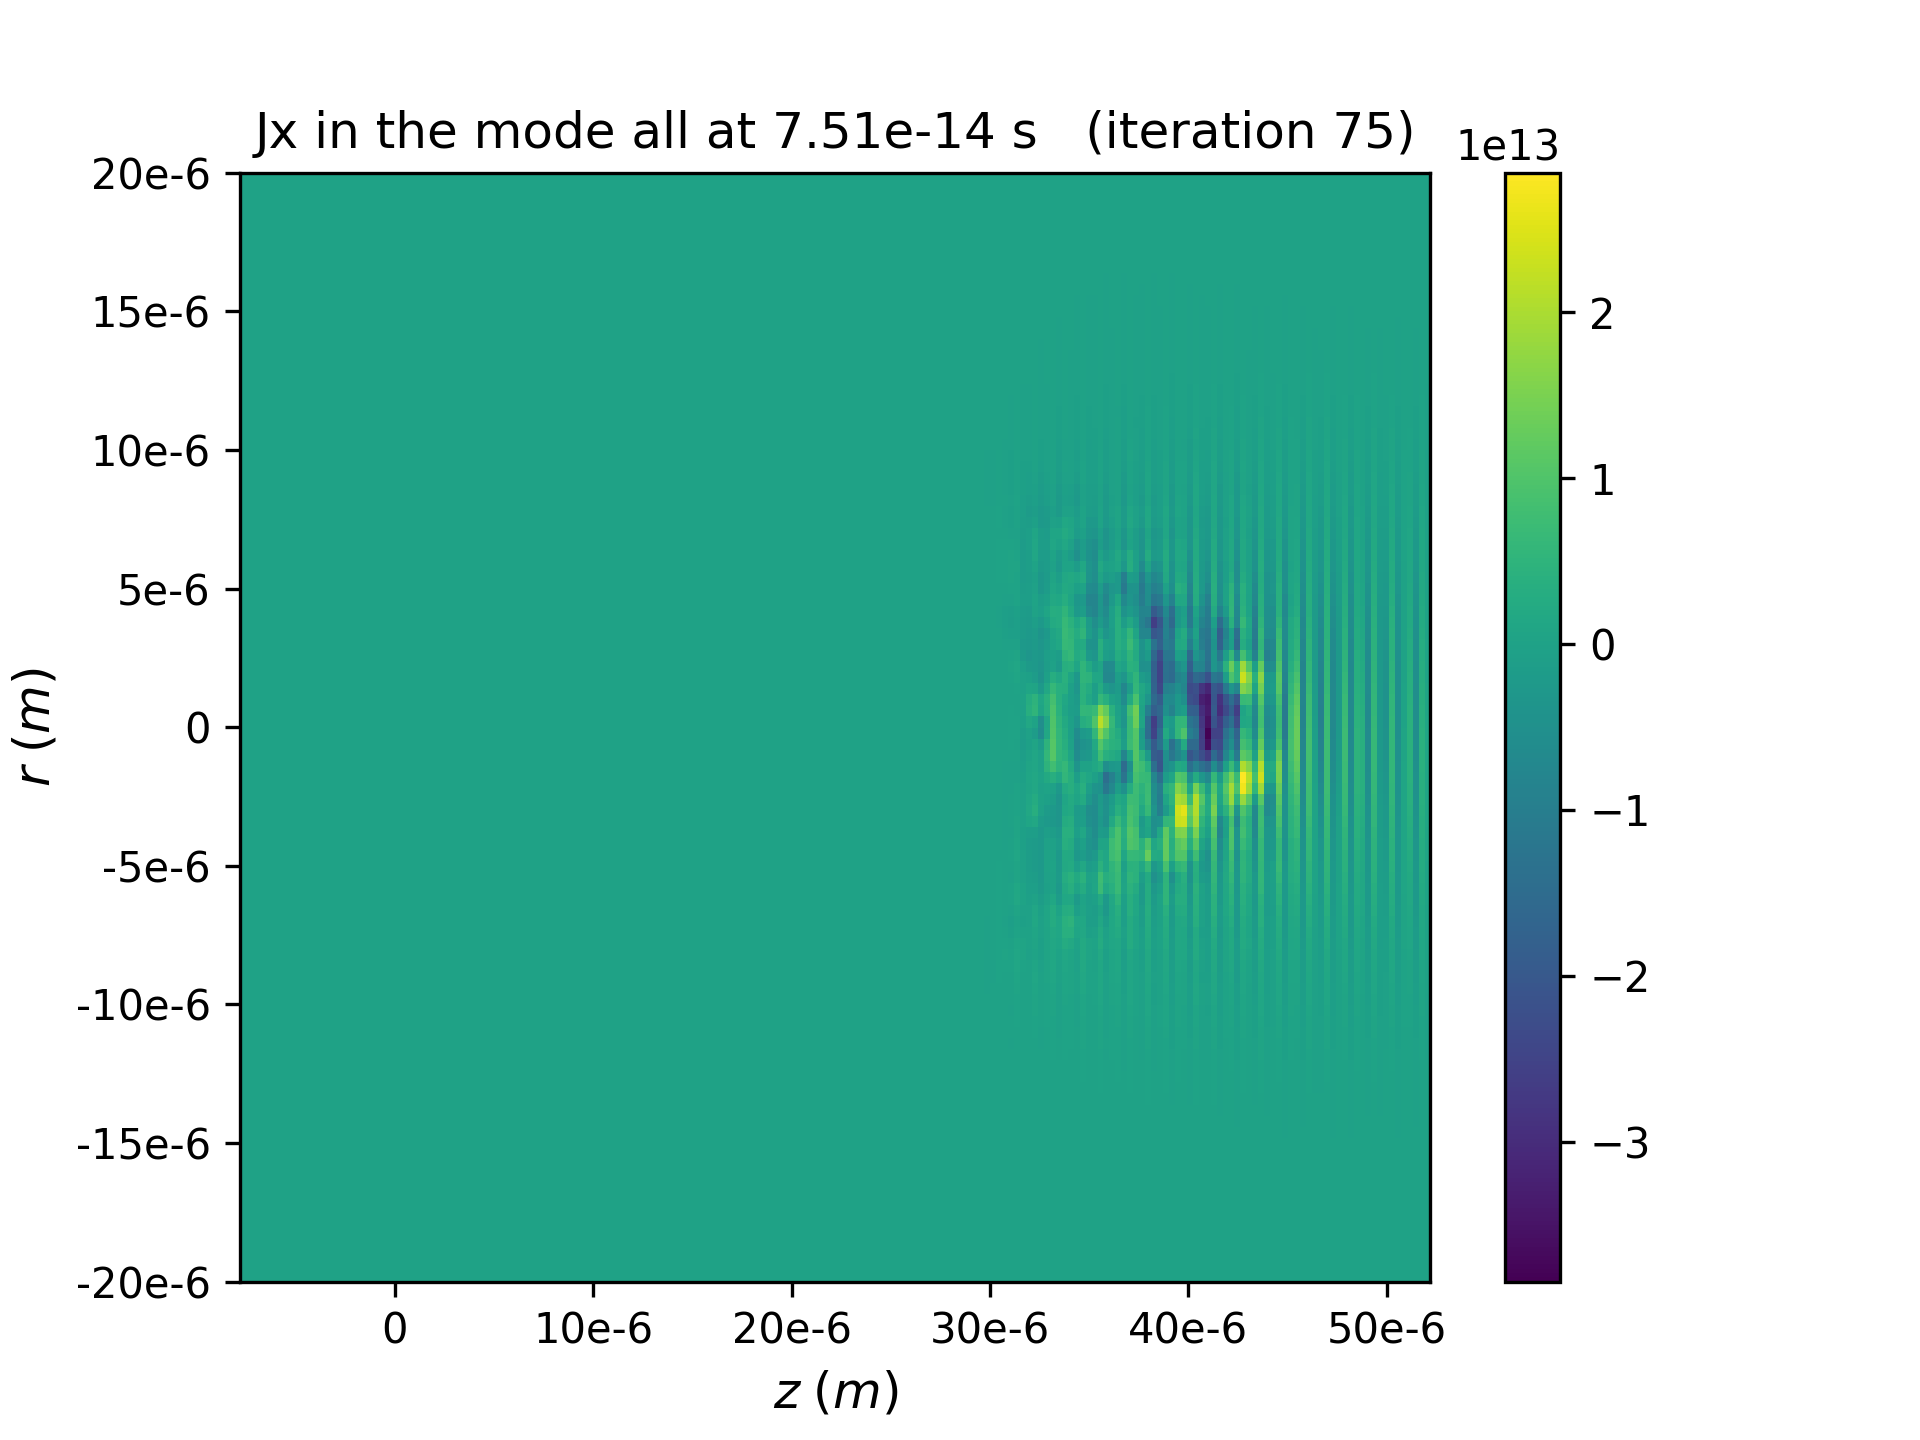 Jx in the mode all at 7.51e-14 s (iteration 75)
1e13
20e-6
15e-6
10e-6
5e-6
0
-5e-6
-10e-6
-15e-6
-20e-6
r (m)
0
10e-6
20e-6
30e-6
40e-6
50e-6
z (m)
2
1
0
−1
−2
−3